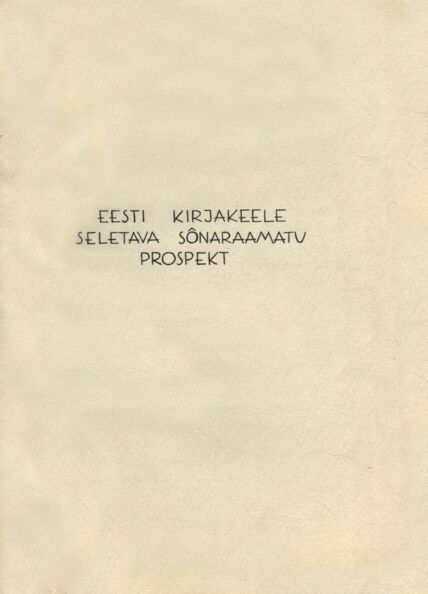 EESTI KIRJAKEELE
SELETAVA SÔNARAAMATU
PROSPEKT